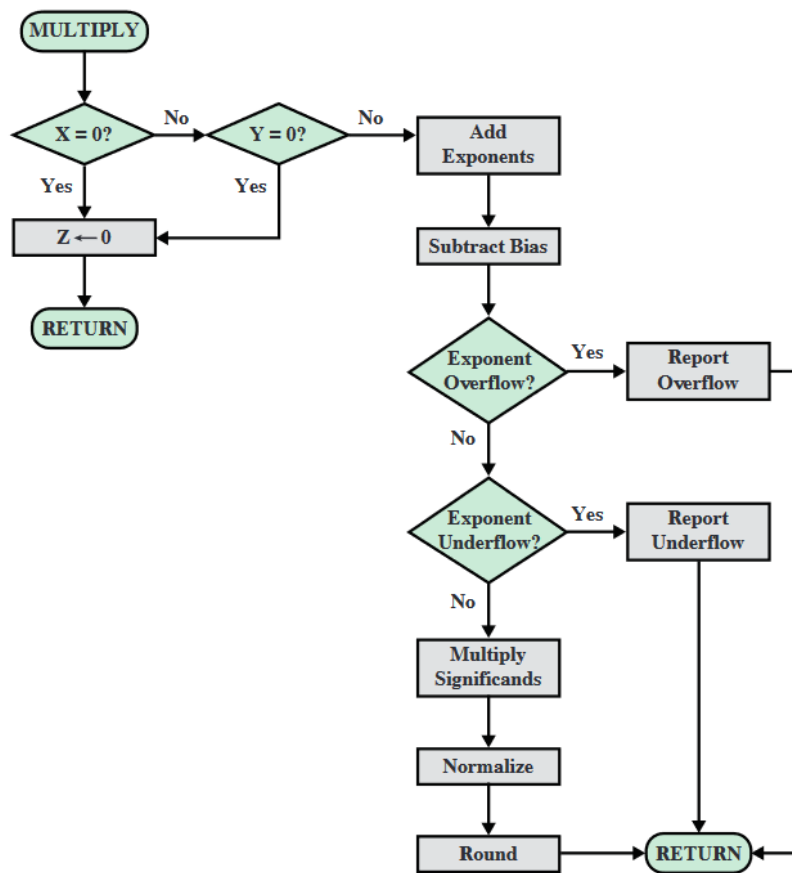 MULTIPLY
X = 0?
No
Y = 0?
No
Add
Exponents
Yes
Yes
Z ← 0
Subtract Bias
RETURN
Exponent
Overflow?
Yes
Report
Overflow
No
Exponent
Underflow?
Yes
Report
Underflow
No
Multiply
Significands
Normalize
Round
RETURN